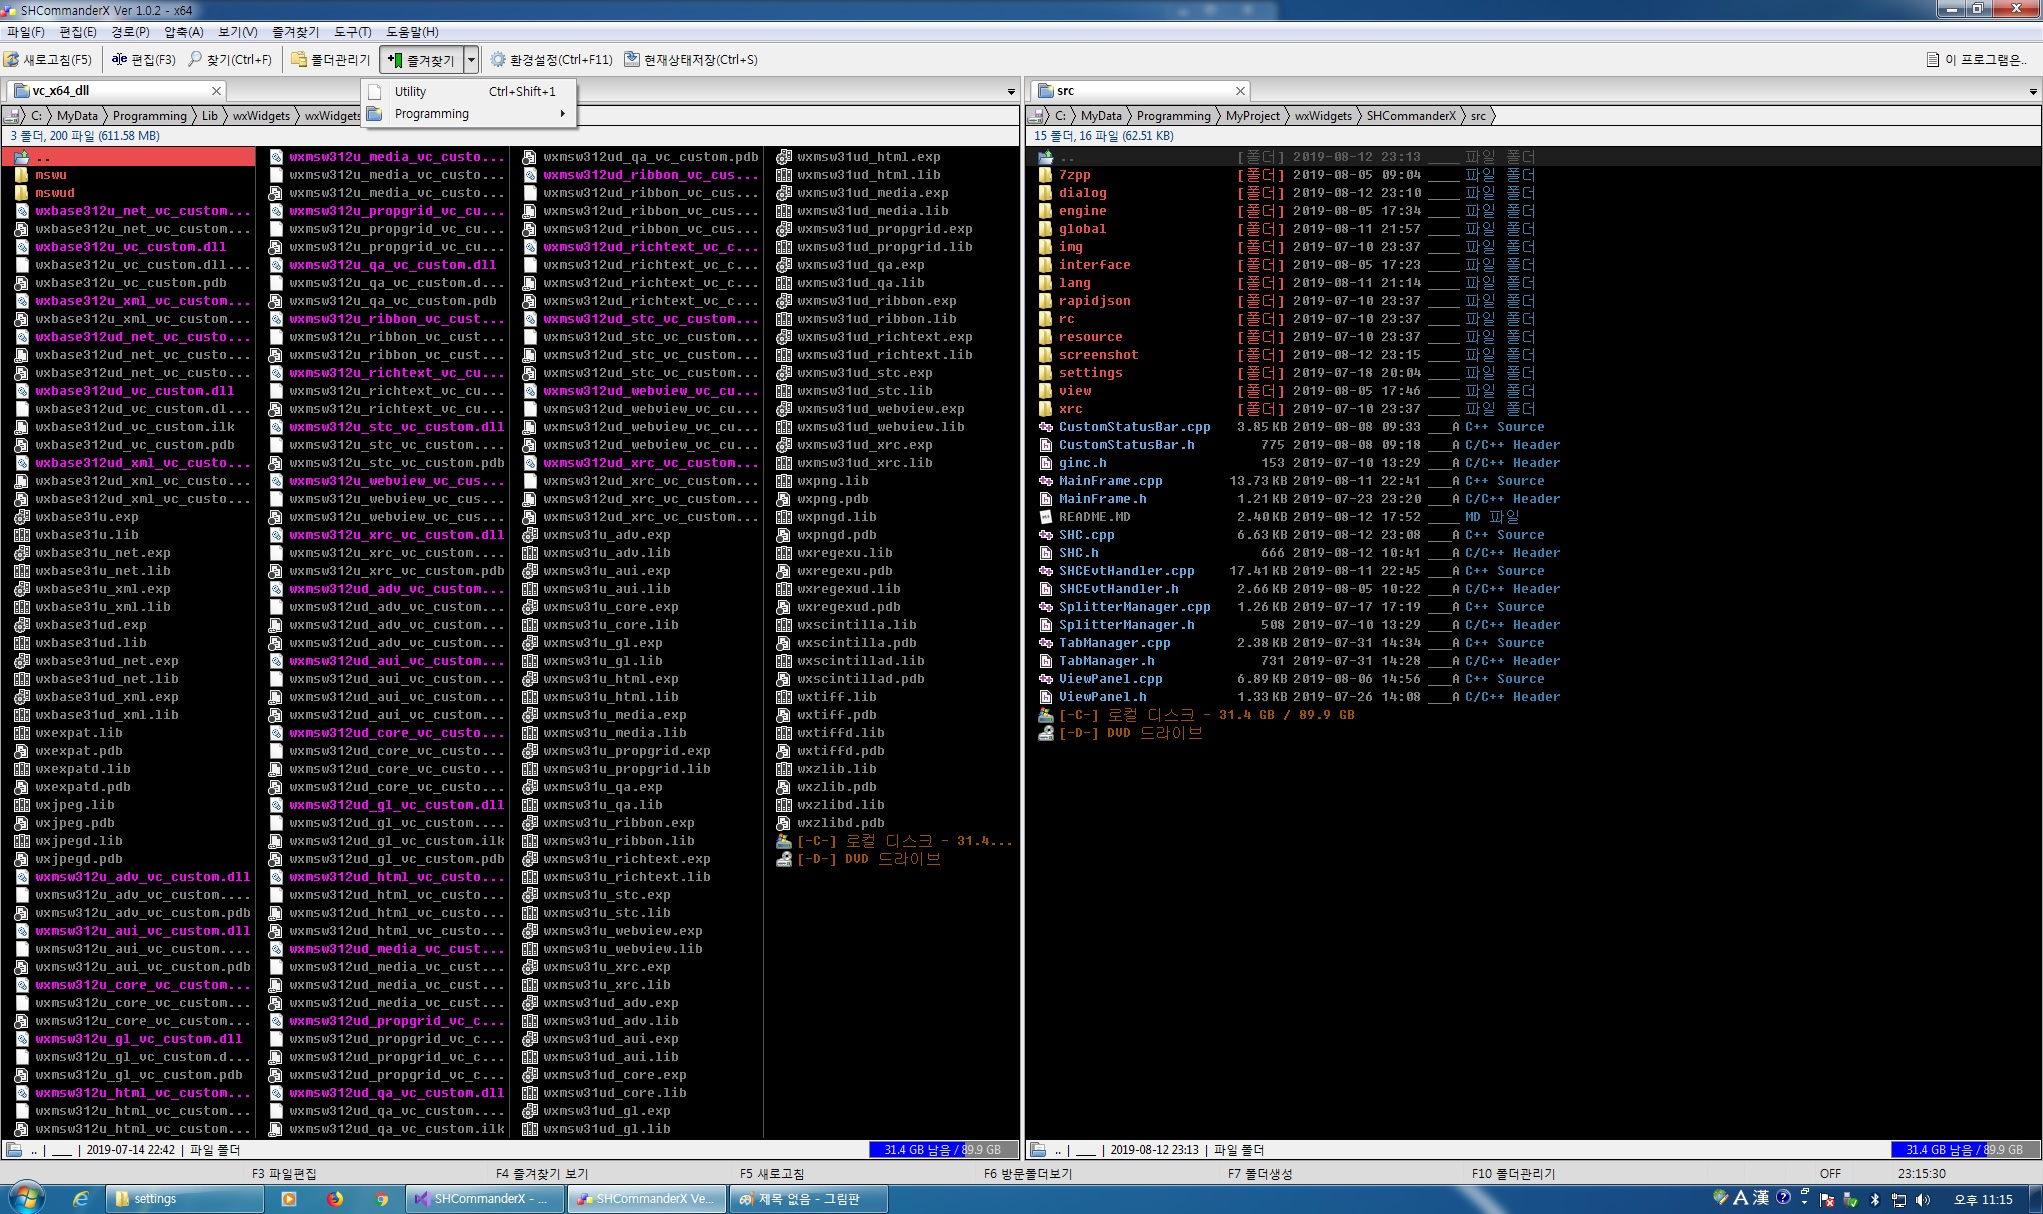 SHCommanderX Ver 1.0.2 - x64
파일(F) 편집(E) 경로(P) 압축(A) 보기(V) 즐겨찾기 도구(T) 도움말(H)
새로고침(F5) 편집(F3) 찾기(Ctrl+F) 폴더관리기 즐겨찾기 환경설정(Ctrl+F11) 현재상태저장(Ctrl+S) 이 프로그램은..
Utility Ctrl+Shift+1
Programming
vc_x64_dll
C: MyData Programming Lib wxWidgets wxWidgets
3 폴더, 200 파일 (611.58 MB)
..
mswu
mswud
wxbase312u_net_vc_custom...
wxbase312u_net_vc_custom...
wxbase312u_vc_custom.dll
wxbase312u_vc_custom.dll...
wxbase312u_vc_custom.pdb
wxbase312u_xml_vc_custom...
wxbase312u_xml_vc_custom...
wxbase312ud_net_vc_custo...
wxbase312ud_net_vc_custo...
wxbase312ud_net_vc_custo...
wxbase312ud_vc_custom.dll
wxbase312ud_vc_custom.dl...
wxbase312ud_vc_custom.ilk
wxbase312ud_vc_custom.pdb
wxbase312ud_xml_vc_custo...
wxbase312ud_xml_vc_custo...
wxbase312ud_xml_vc_custo...
wxbase31u.exp
wxbase31u.lib
wxbase31u_net.exp
wxbase31u_net.lib
wxbase31u_xml.exp
wxbase31u_xml.lib
wxbase31ud.exp
wxbase31ud.lib
wxbase31ud_net.exp
wxbase31ud_net.lib
wxbase31ud_xml.exp
wxbase31ud_xml.lib
wxexpat.lib
wxexpat.pdb
wxexpatd.lib
wxexpatd.pdb
wxjpeg.lib
wxjpeg.pdb
wxjpegd.lib
wxjpegd.pdb
wxmsw312u_adv_vc_custom.dll
wxmsw312u_adv_vc_custom....
wxmsw312u_adv_vc_custom.pdb
wxmsw312u_aui_vc_custom.dll
wxmsw312u_aui_vc_custom....
wxmsw312u_aui_vc_custom.pdb
wxmsw312u_core_vc_custom...
wxmsw312u_core_vc_custom...
wxmsw312u_core_vc_custom...
wxmsw312u_gl_vc_custom.dll
wxmsw312u_gl_vc_custom.d...
wxmsw312u_gl_vc_custom.pdb
wxmsw312u_html_vc_custom...
wxmsw312u_html_vc_custom...
wxmsw312u_html_vc_custom...
wxmsw312u_media_vc_custo...
wxmsw312u_media_vc_custo...
wxmsw312u_media_vc_custo...
wxmsw312u_propgrid_vc_cu...
wxmsw312u_propgrid_vc_cu...
wxmsw312u_propgrid_vc_cu...
wxmsw312u_qa_vc_custom.dll
wxmsw312u_qa_vc_custom.d...
wxmsw312u_qa_vc_custom.pdb
wxmsw312u_ribbon_vc_cust...
wxmsw312u_ribbon_vc_cust...
wxmsw312u_ribbon_vc_cust...
wxmsw312u_richtext_vc_cu...
wxmsw312u_richtext_vc_cu...
wxmsw312u_richtext_vc_cu...
wxmsw312u_stc_vc_custom.dll
wxmsw312u_stc_vc_custom....
wxmsw312u_stc_vc_custom.pdb
wxmsw312u_webview_vc_cus...
wxmsw312u_webview_vc_cus...
wxmsw312u_webview_vc_cus...
wxmsw312u_xrc_vc_custom.dll
wxmsw312u_xrc_vc_custom....
wxmsw312u_xrc_vc_custom.pdb
wxmsw312ud_adv_vc_custom...
wxmsw312ud_adv_vc_custom...
wxmsw312ud_adv_vc_custom...
wxmsw312ud_adv_vc_custom...
wxmsw312ud_aui_vc_custom...
wxmsw312ud_aui_vc_custom...
wxmsw312ud_aui_vc_custom...
wxmsw312ud_aui_vc_custom...
wxmsw312ud_core_vc_custo...
wxmsw312ud_core_vc_custo...
wxmsw312ud_core_vc_custo...
wxmsw312ud_core_vc_custo...
wxmsw312ud_gl_vc_custom.dll
wxmsw312ud_gl_vc_custom....
wxmsw312ud_gl_vc_custom.ilk
wxmsw312ud_gl_vc_custom.pdb
wxmsw312ud_html_vc_custo...
wxmsw312ud_html_vc_custo...
wxmsw312ud_html_vc_custo...
wxmsw312ud_html_vc_custo...
wxmsw312ud_media_vc_cust...
wxmsw312ud_media_vc_cust...
wxmsw312ud_media_vc_cust...
wxmsw312ud_media_vc_cust...
wxmsw312ud_propgrid_vc_c...
wxmsw312ud_propgrid_vc_c...
wxmsw312ud_propgrid_vc_c...
wxmsw312ud_propgrid_vc_c...
wxmsw312ud_qa_vc_custom.dll
wxmsw312ud_qa_vc_custom....
wxmsw312ud_qa_vc_custom.ilk
wxmsw312ud_qa_vc_custom.pdb
wxmsw312ud_ribbon_vc_cus...
wxmsw312ud_ribbon_vc_cus...
wxmsw312ud_ribbon_vc_cus...
wxmsw312ud_ribbon_vc_cus...
wxmsw312ud_richtext_vc_c...
wxmsw312ud_richtext_vc_c...
wxmsw312ud_richtext_vc_c...
wxmsw312ud_richtext_vc_c...
wxmsw312ud_stc_vc_custom...
wxmsw312ud_stc_vc_custom...
wxmsw312ud_stc_vc_custom...
wxmsw312ud_stc_vc_custom...
wxmsw312ud_webview_vc_cu...
wxmsw312ud_webview_vc_cu...
wxmsw312ud_webview_vc_cu...
wxmsw312ud_webview_vc_cu...
wxmsw312ud_xrc_vc_custom...
wxmsw312ud_xrc_vc_custom...
wxmsw312ud_xrc_vc_custom...
wxmsw312ud_xrc_vc_custom...
wxmsw31u_adv.exp
wxmsw31u_adv.lib
wxmsw31u_aui.exp
wxmsw31u_aui.lib
wxmsw31u_core.exp
wxmsw31u_core.lib
wxmsw31u_gl.exp
wxmsw31u_gl.lib
wxmsw31u_html.exp
wxmsw31u_html.lib
wxmsw31u_media.exp
wxmsw31u_media.lib
wxmsw31u_propgrid.exp
wxmsw31u_propgrid.lib
wxmsw31u_qa.exp
wxmsw31u_qa.lib
wxmsw31u_ribbon.exp
wxmsw31u_ribbon.lib
wxmsw31u_richtext.exp
wxmsw31u_richtext.lib
wxmsw31u_stc.exp
wxmsw31u_stc.lib
wxmsw31u_webview.exp
wxmsw31u_webview.lib
wxmsw31u_xrc.exp
wxmsw31u_xrc.lib
wxmsw31ud_adv.exp
wxmsw31ud_adv.lib
wxmsw31ud_aui.exp
wxmsw31ud_aui.lib
wxmsw31ud_core.exp
wxmsw31ud_core.lib
wxmsw31ud_gl.exp
wxmsw31ud_gl.lib
wxmsw31ud_html.exp
wxmsw31ud_html.lib
wxmsw31ud_media.exp
wxmsw31ud_media.lib
wxmsw31ud_propgrid.exp
wxmsw31ud_propgrid.lib
wxmsw31ud_qa.exp
wxmsw31ud_qa.lib
wxmsw31ud_ribbon.exp
wxmsw31ud_ribbon.lib
wxmsw31ud_richtext.exp
wxmsw31ud_richtext.lib
wxmsw31ud_stc.exp
wxmsw31ud_stc.lib
wxmsw31ud_webview.exp
wxmsw31ud_webview.lib
wxmsw31ud_xrc.exp
wxmsw31ud_xrc.lib
wxpng.lib
wxpng.pdb
wxpngd.lib
wxpngd.pdb
wxregexu.lib
wxregexu.pdb
wxregexud.lib
wxregexud.pdb
wxscintilla.lib
wxscintilla.pdb
wxscintillad.lib
wxscintillad.pdb
wxtiff.lib
wxtiff.pdb
wxtiffd.lib
wxtiffd.pdb
wxzlib.lib
wxzlib.pdb
wxzlibd.lib
wxzlibd.pdb
[-C-] 로컬 디스크 - 31.4...
[-D-] DVD 드라이브
.. | ___ | 2019-07-14 22:42 | 파일 폴더 31.4 GB 남음 / 89.9 GB
src
C: MyData Programming MyProject wxWidgets SHCommanderX src
15 폴더, 16 파일 (62.51 KB)
.. [폴더] 2019-08-12 23:13 ____ 파일 폴더
7zpp [폴더] 2019-08-05 09:04 ____ 파일 폴더
dialog [폴더] 2019-08-12 23:10 ____ 파일 폴더
engine [폴더] 2019-08-05 17:34 ____ 파일 폴더
global [폴더] 2019-08-11 21:57 ____ 파일 폴더
img [폴더] 2019-07-10 23:37 ____ 파일 폴더
interface [폴더] 2019-08-05 17:23 ____ 파일 폴더
lang [폴더] 2019-08-11 21:14 ____ 파일 폴더
rapidjson [폴더] 2019-07-10 23:37 ____ 파일 폴더
rc [폴더] 2019-07-10 23:37 ____ 파일 폴더
resource [폴더] 2019-07-10 23:37 ____ 파일 폴더
screenshot [폴더] 2019-08-12 23:15 ____ 파일 폴더
settings [폴더] 2019-07-18 20:04 ____ 파일 폴더
view [폴더] 2019-08-05 17:46 ____ 파일 폴더
xrc [폴더] 2019-07-10 23:37 ____ 파일 폴더
CustomStatusBar.cpp 3.85 KB 2019-08-08 09:33 ___A C++ Source
CustomStatusBar.h 775 2019-08-08 09:18 ___A C/C++ Header
ginc.h 153 2019-07-10 13:29 ___A C/C++ Header
MainFrame.cpp 13.73 KB 2019-08-11 22:41 ___A C++ Source
MainFrame.h 1.21 KB 2019-07-23 23:20 ___A C/C++ Header
README.MD 2.40 KB 2019-08-12 17:52 ____ MD 파일
SHC.cpp 6.63 KB 2019-08-12 23:08 ___A C++ Source
SHC.h 666 2019-08-12 10:41 ___A C/C++ Header
SHCEvtHandler.cpp 17.41 KB 2019-08-11 22:45 ___A C++ Source
SHCEvtHandler.h 2.66 KB 2019-08-05 10:22 ___A C/C++ Header
SplitterManager.cpp 1.26 KB 2019-07-17 17:19 ___A C++ Source
SplitterManager.h 508 2019-07-10 13:29 ___A C/C++ Header
TabManager.cpp 2.38 KB 2019-07-31 14:34 ___A C++ Source
TabManager.h 731 2019-07-31 14:28 ___A C/C++ Header
ViewPanel.cpp 6.89 KB 2019-08-06 14:56 ___A C++ Source
ViewPanel.h 1.33 KB 2019-07-26 14:08 ___A C/C++ Header
[-C-] 로컬 디스크 - 31.4 GB / 89.9 GB
[-D-] DVD 드라이브
.. | ___ | 2019-08-12 23:13 | 파일 폴더 31.4 GB 남음 / 89.9 GB
F3 파일편집 F4 즐겨찾기 보기 F5 새로고침 F6 방문폴더보기 F7 폴더생성 F10 폴더관리기 OFF 23:15:30
settings SHCommanderX - ... SHCommanderX Ve... 제목 없음 - 그림판 A 漢 오후 11:15